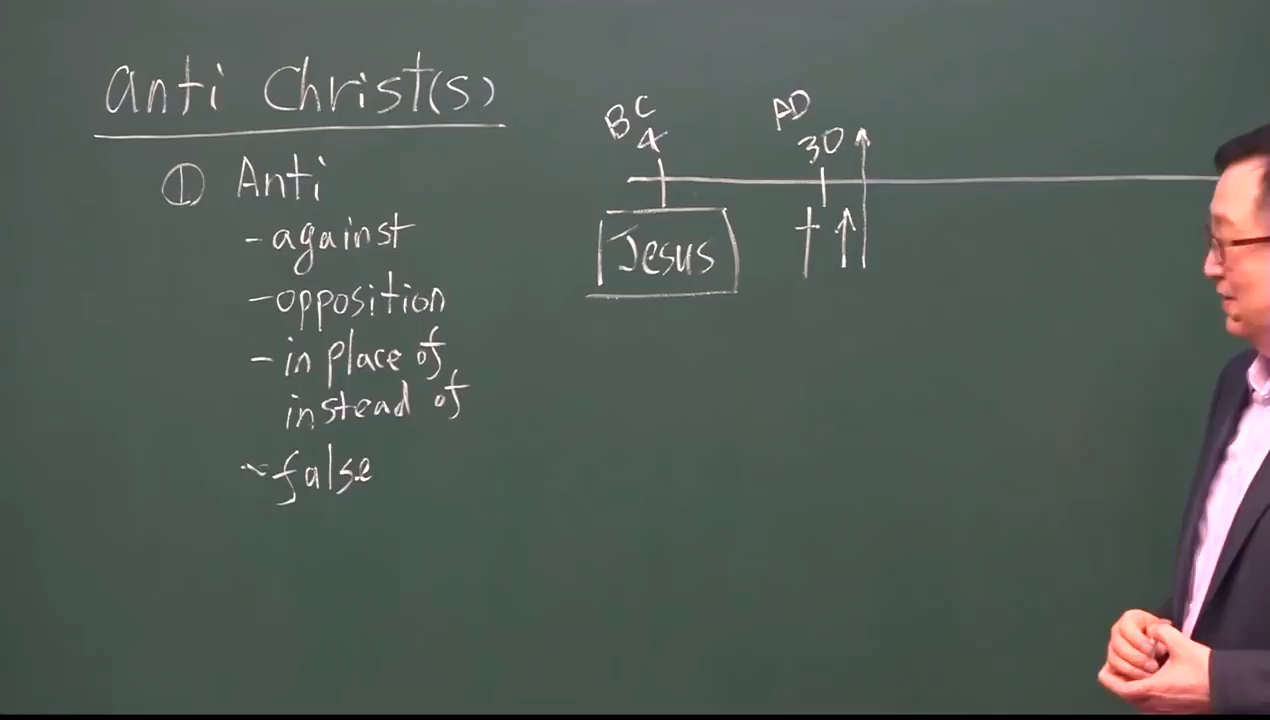 Anti Christ(s)
① Anti
- against
- opposition
- in place of
instead of
- false
BC
4
AD
30
Jesus